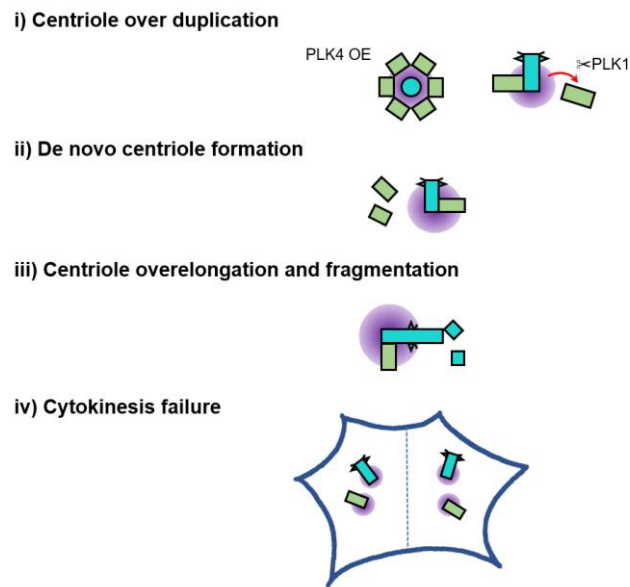 i) Centriole over duplication
PLK4 OE
✂PLK1
ii) De novo centriole formation
iii) Centriole overelongation and fragmentation
iv) Cytokinesis failure